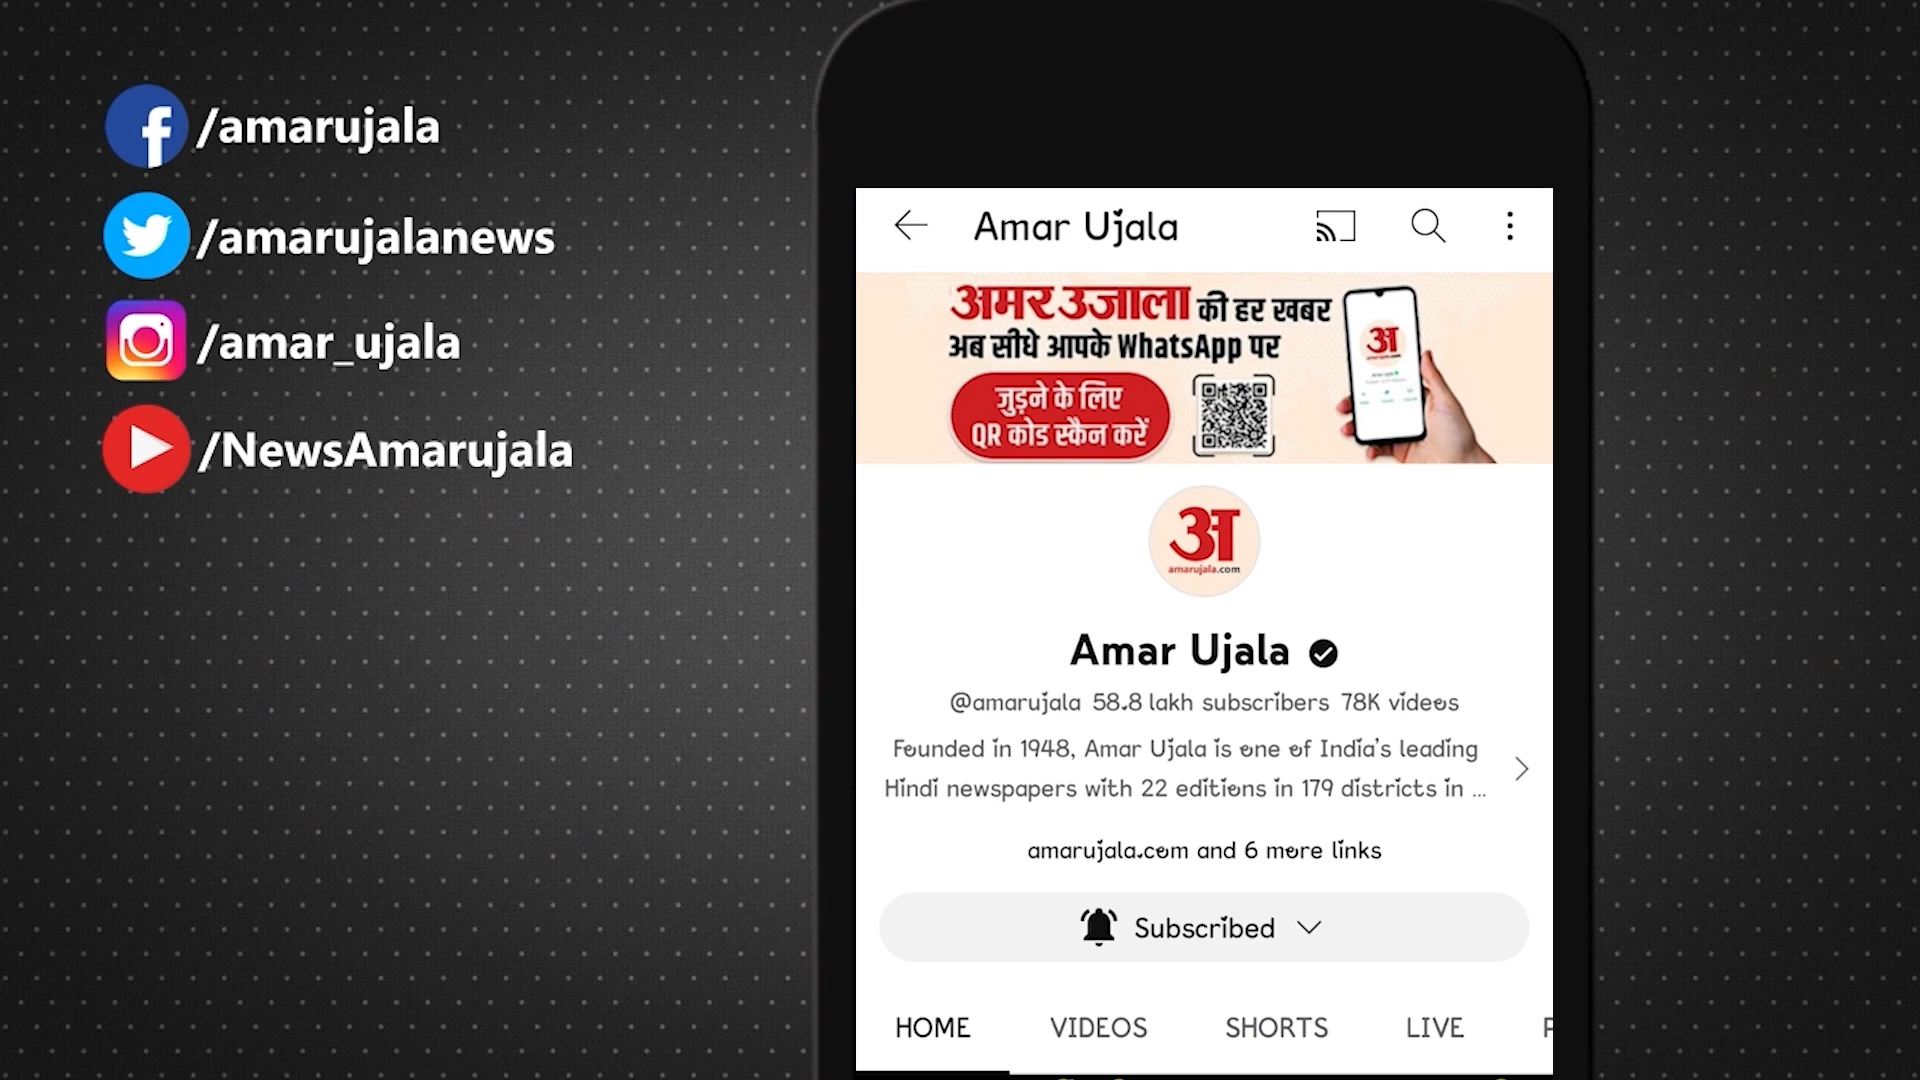 /amarujala
/amarujalanews
/amar_ujala
/NewsAmarujala
Amar Ujala
अमर उजाला की हर खबर
अब सीधे आपके WhatsApp पर
जुड़ने के लिए
QR कोड स्कैन करें
अ
अ
amarujala.com
Amar Ujala
@amarujala 58.8 lakh subscribers 78K videos
Founded in 1948, Amar Ujala is one of India's leading
Hindi newspapers with 22 editions in 179 districts in ...
amarujala.com and 6 more links
Subscribed
HOME VIDEOS SHORTS LIVE